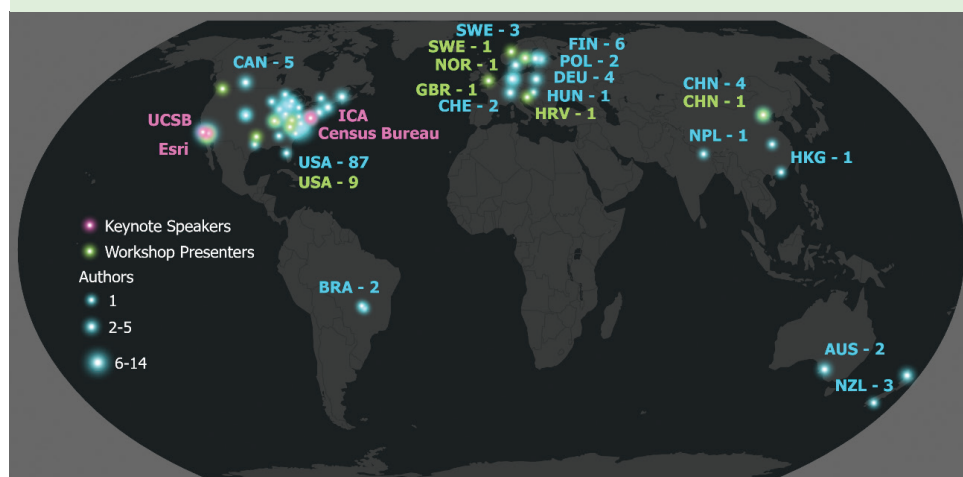 SWE - 3
SWE - 1
NOR - 1
GBR - 1
CHE - 2
FIN - 6
POL - 2
DEU - 4
HUN - 1
HRV - 1
CAN - 5
UCSB
Esri
ICA
Census Bureau
USA - 87
USA - 9
CHN - 4
CHN - 1
NPL - 1
HKG - 1
Keynote Speakers
Workshop Presenters
Authors
1
2-5
6-14
BRA - 2
AUS - 2
NZL - 3